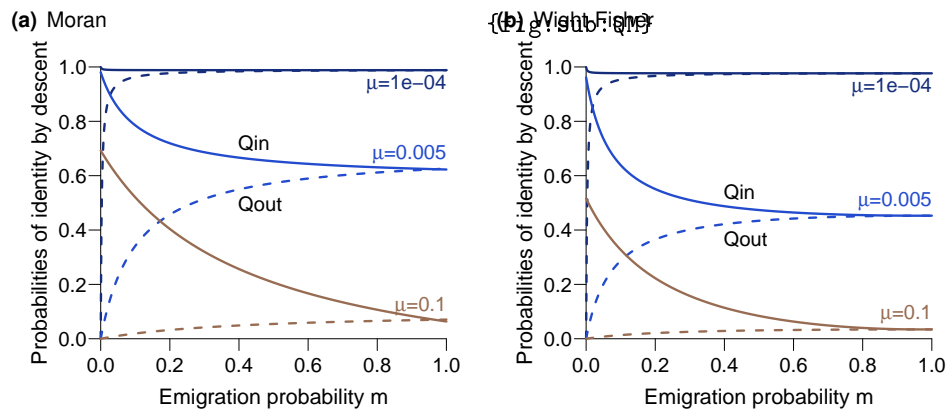 (a) Moran
Probabilities of identity by descent
1.0
0.8
0.6
0.4
0.2
0.0
μ=1e−04
Qin
μ=0.005
Qout
μ=0.1
0.0 0.2 0.4 0.6 0.8 1.0
Emigration probability m
(b) Wight-Fisher
Probabilities of identity by descent
1.0
0.8
0.6
0.4
0.2
0.0
μ=1e−04
Qin
μ=0.005
Qout
μ=0.1
0.0 0.2 0.4 0.6 0.8 1.0
Emigration probability m